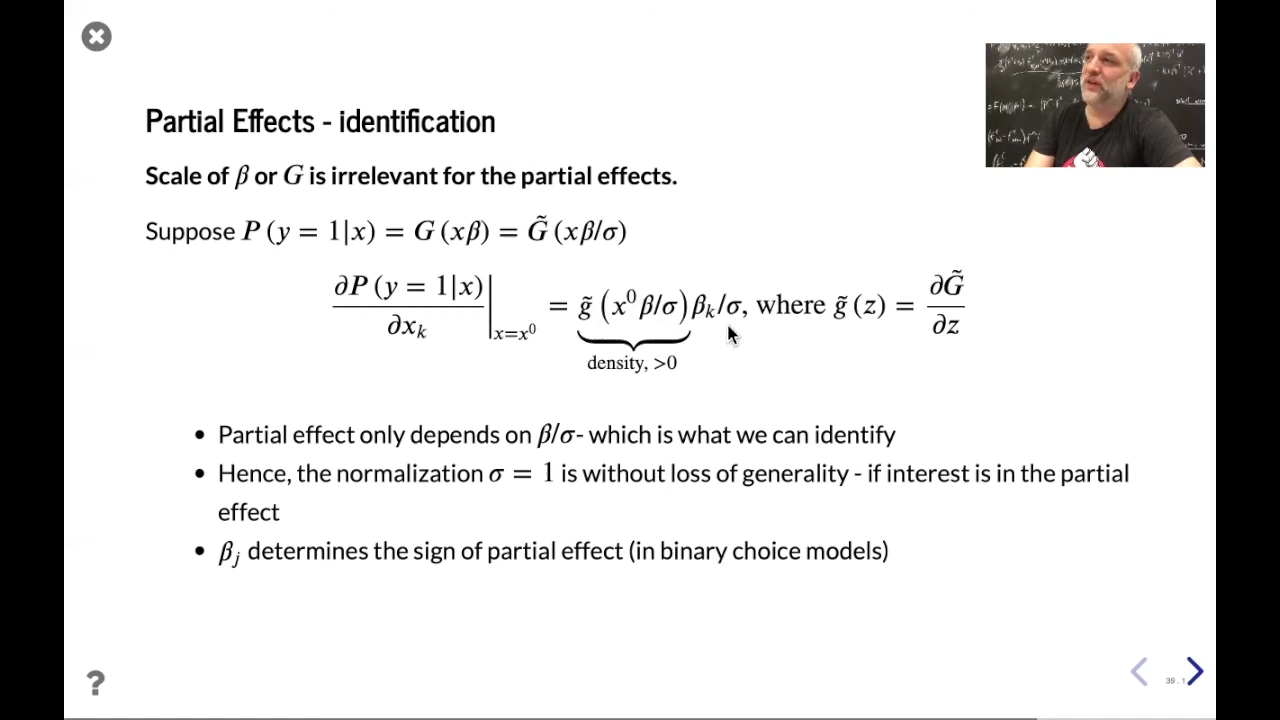 Partial Effects - identification
Scale of β or G is irrelevant for the partial effects.
Suppose P (y = 1|x) = G (xβ) = G̃ (xβ/σ)
∂P (y = 1|x) / ∂x_k |_{x=x^0} = g̃ (x^0 β/σ) β_k/σ, where g̃ (z) = ∂G̃ / ∂z
density, >0
• Partial effect only depends on β/σ- which is what we can identify
• Hence, the normalization σ = 1 is without loss of generality - if interest is in the partial
effect
• β_j determines the sign of partial effect (in binary choice models)
?
39 . 1